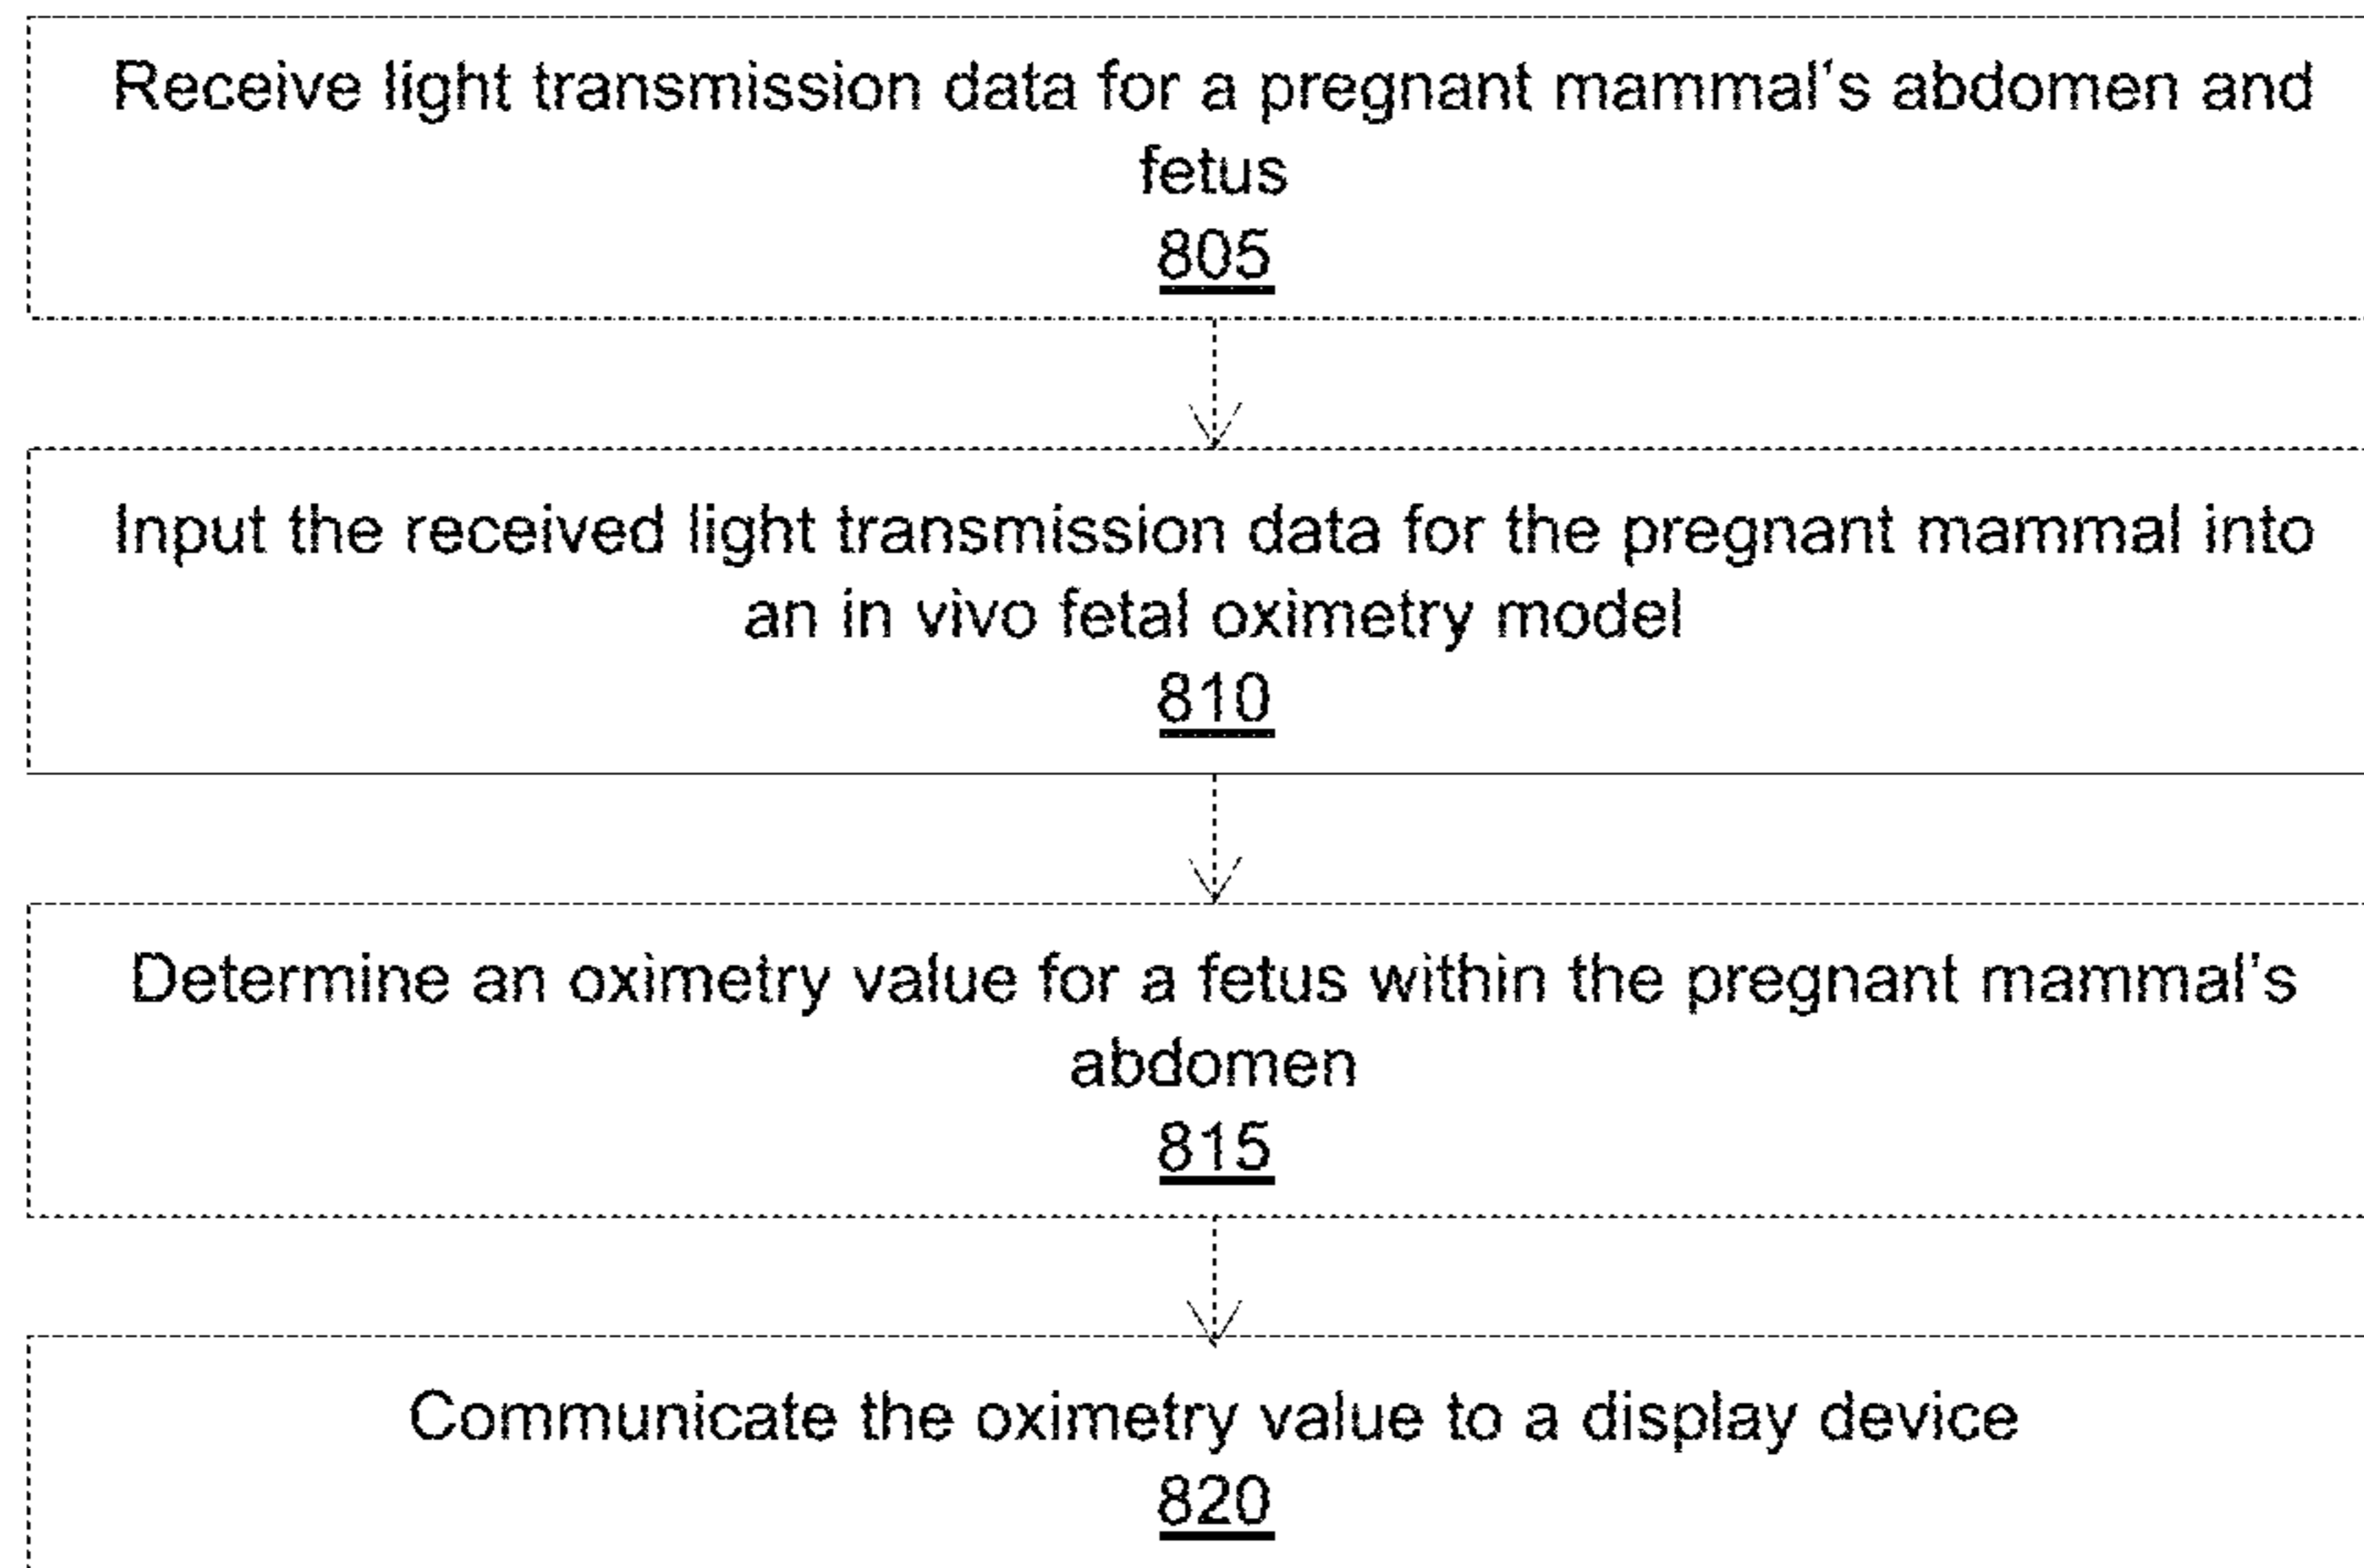 Receive light transmission data for a pregnant mammal's abdomen and
fetus
805
Input the received light transmission data for the pregnant mammal into
an in vivo fetal oximetry model
810
Determine an oximetry value for a fetus within the pregnant mammal's
abdomen
815
Communicate the oximetry value to a display device
820